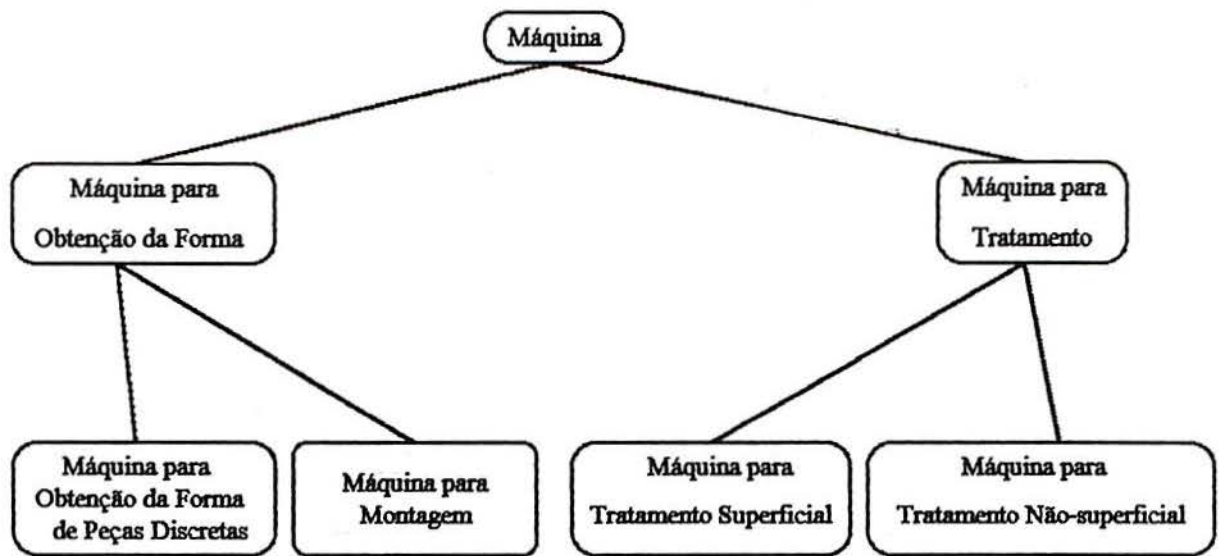 Máquina
Máquina para
Obtenção da Forma
Máquina para
Tratamento
Máquina para
Obtenção da Forma
de Peças Discretas
Máquina para
Montagem
Máquina para
Tratamento Superficial
Máquina para
Tratamento Não-superficial